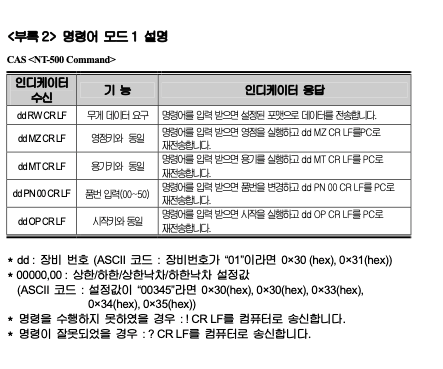 <부록 2> 명령어 모드 1 설명
CAS <NT-500 Command>
인디케이터 수신 기 능 인디케이터 응답
dd RW CR LF 무게 데이터 요구 명령어를 입력 받으면 설정된 포맷으로 데이터를 전송합니다.
dd MZ CR LF 영점키와 동일 명령어를 입력 받으면 영점을 실행하고 dd MZ CR LF를PC로
재전송합니다.
dd MT CR LF 용기키와 동일 명령어를 입력 받으면 용기를 실행하고 dd MT CR LF를 PC로
재전송합니다.
dd PN 00 CR LF 품번 입력(00~50) 명령어를 입력 받으면 품번을 변경하고 dd PN 00 CR LF를 PC로
재전송합니다.
dd OP CR LF 시작키와 동일 명령어를 입력 받으면 시작을 실행하고 dd OP CR LF를 PC로
재전송합니다.
* dd : 장비 번호 (ASCII 코드 : 장비번호가 “01”이라면 0×30 (hex), 0×31(hex))
* 00000,00 : 상한/하한/상한낙차/하한낙차 설정값
(ASCII 코드 : 설정값이 “00345”라면 0×30(hex), 0×30(hex), 0×33(hex),
0×34(hex), 0×35(hex))
* 명령을 수행하지 못하였을 경우 : ! CR LF를 컴퓨터로 송신합니다.
* 명령이 잘못되었을 경우 : ? CR LF를 컴퓨터로 송신합니다.